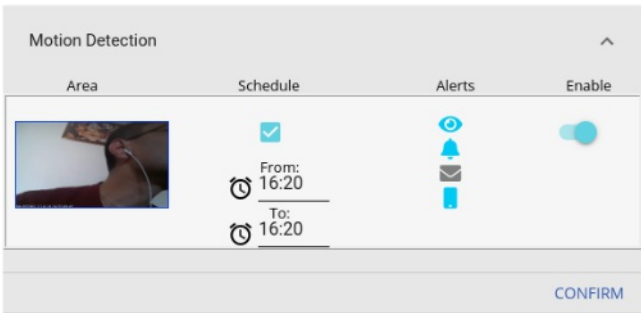 Motion Detection
Area Schedule Alerts Enable
From:
16:20
To:
16:20
CONFIRM